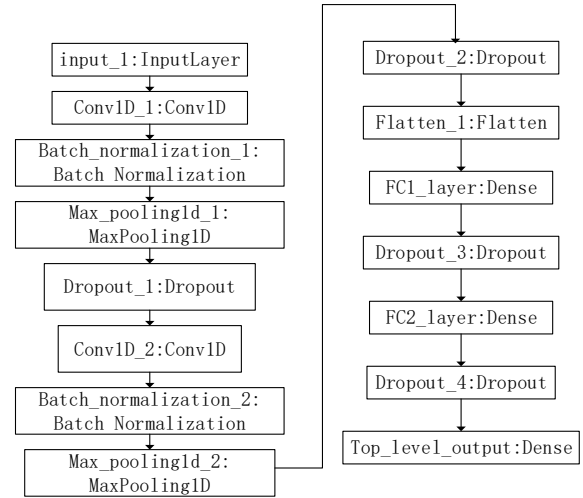 input_1:InputLayer
Conv1D_1:Conv1D
Batch_normalization_1:
Batch Normalization
Max_pooling1d_1:
MaxPooling1D
Dropout_1:Dropout
Conv1D_2:Conv1D
Batch_normalization_2:
Batch Normalization
Max_pooling1d_2:
MaxPooling1D
Dropout_2:Dropout
Flatten_1:Flatten
FC1_layer:Dense
Dropout_3:Dropout
FC2_layer:Dense
Dropout_4:Dropout
Top_level_output:Dense